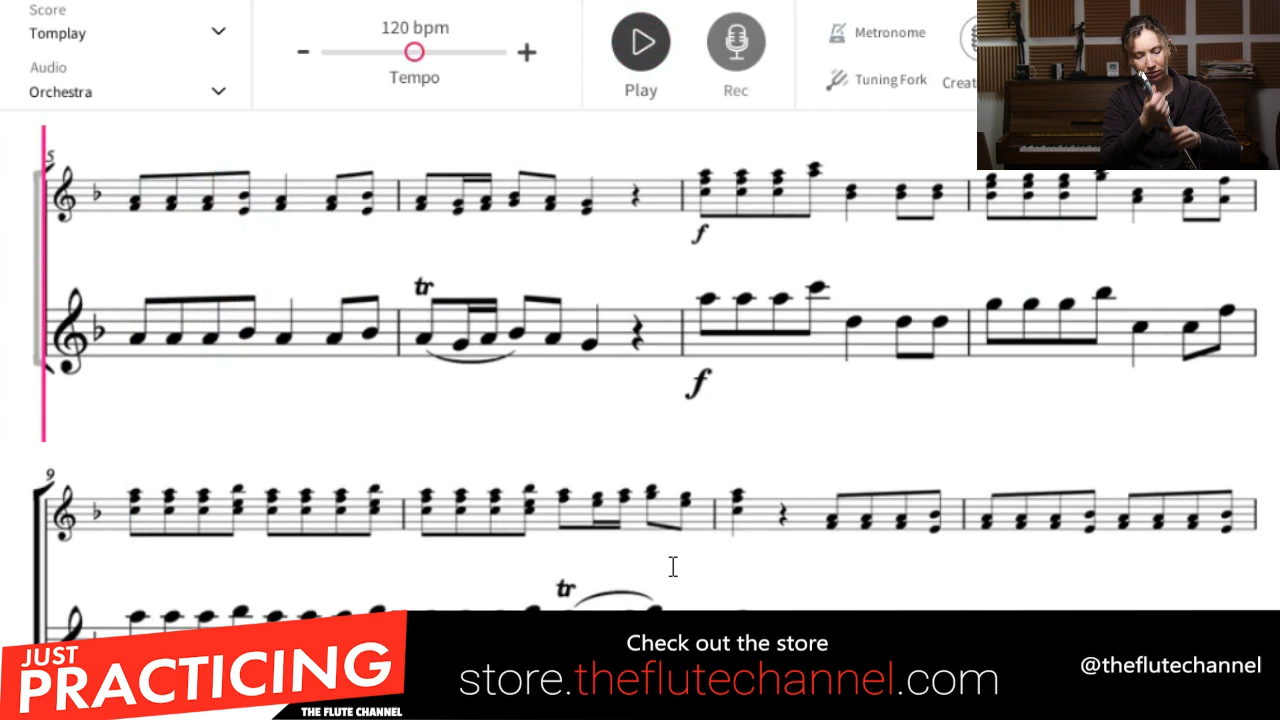 Score
Tomplay
Audio
Orchestra
120 bpm
- +
Tempo
Play
Rec
Metronome
Tuning Fork
Creat
5
tr
f
f
9
tr
JUST
PRACTICING
THE FLUTE CHANNEL
Check out the store
store.theflutechannel.com
@theflutechannel